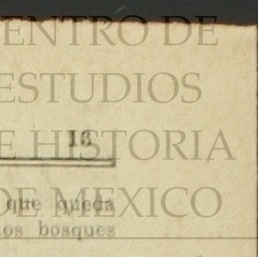 ENTRO DE
ESTUDIOS
E HISTORIA
18
DE MEXICO
que queda
los bosques